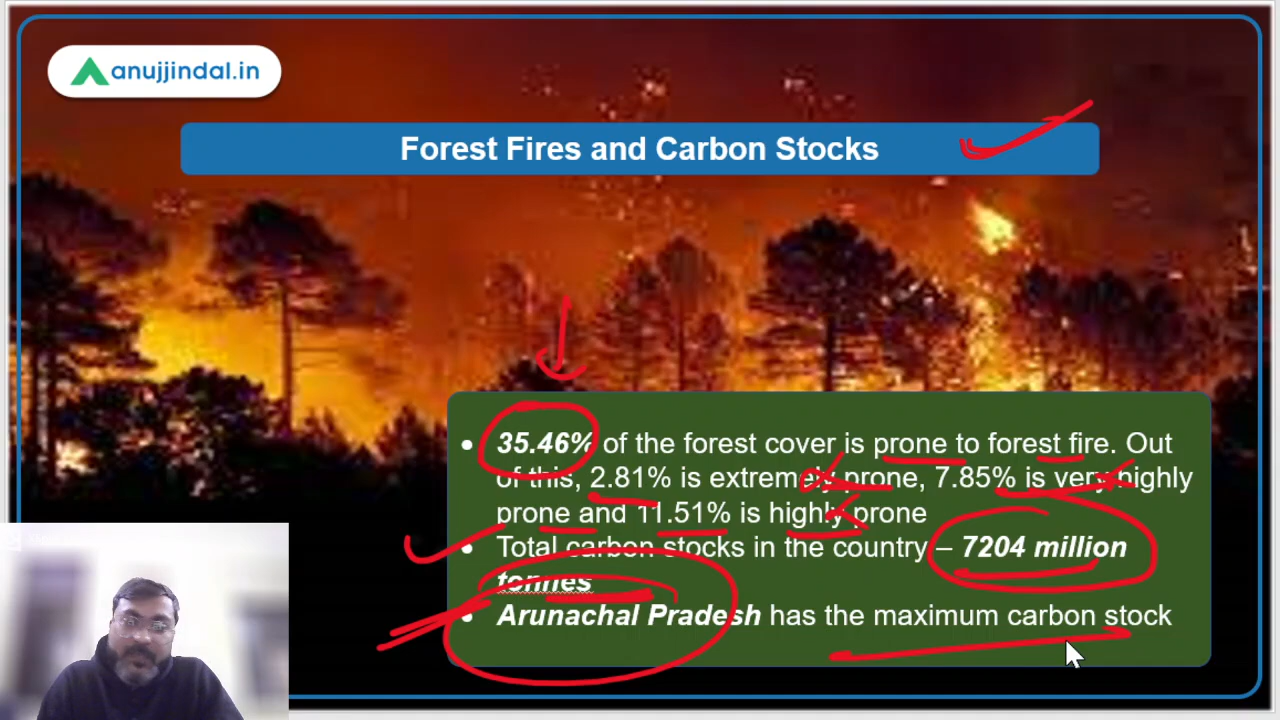 anujjindal.in
Forest Fires and Carbon Stocks
• 35.46% of the forest cover is prone to forest fire. Out
of this, 2.81% is extremely prone, 7.85% is very highly
prone and 11.51% is highly prone
• Total carbon stocks in the country – 7204 million
tonnes
• Arunachal Pradesh has the maximum carbon stock